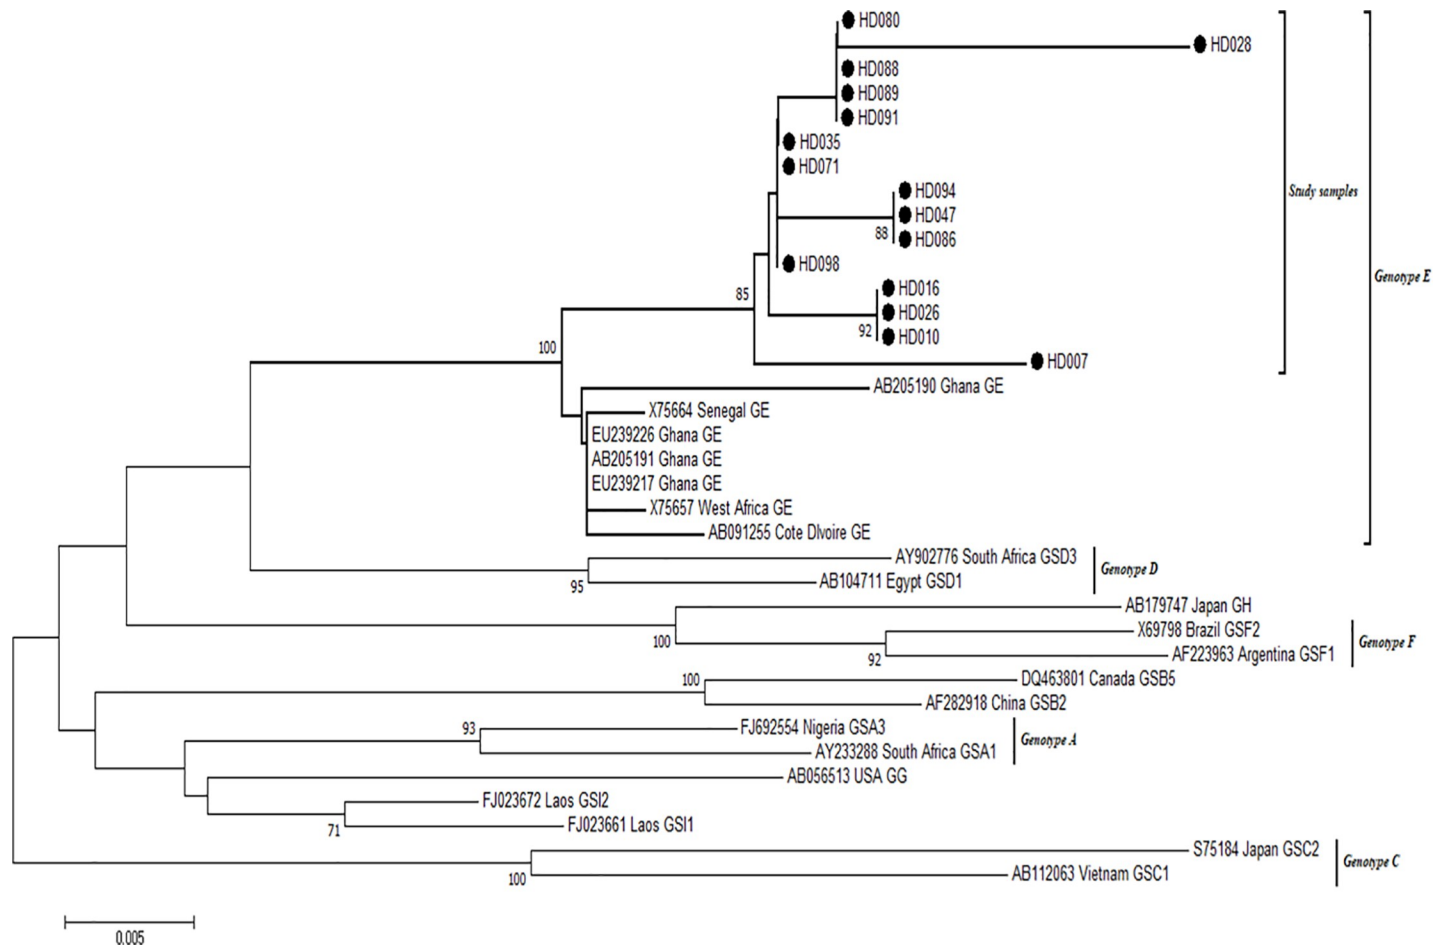 HD080
HD028
HD088
HD089
HD091
HD035
HD071
HD094
Study samples
HD047
88
HD086
HD098
Genotype E
HD016
85
HD026
92
HD010
100
HD007
AB205190 Ghana GE
X75664 Senegal GE
EU239226 Ghana GE
AB205191 Ghana GE
EU239217 Ghana GE
X75657 West Africa GE
AB091255 Cote DIvoire GE
AY902776 South Africa GSD3
Genotype D
95
AB104711 Egypt GSD1
AB179747 Japan GH
100
X69798 Brazil GSF2
Genotype F
92
AF223963 Argentina GSF1
100
DQ463801 Canada GSB5
AF282918 China GSB2
93
FJ692554 Nigeria GSA3
Genotype A
AY233288 South Africa GSA1
AB056513 USA GG
FJ023672 Laos GSI2
71
FJ023661 Laos GSI1
S75184 Japan GSC2
Genotype C
100
AB112063 Vietnam GSC1
0.005